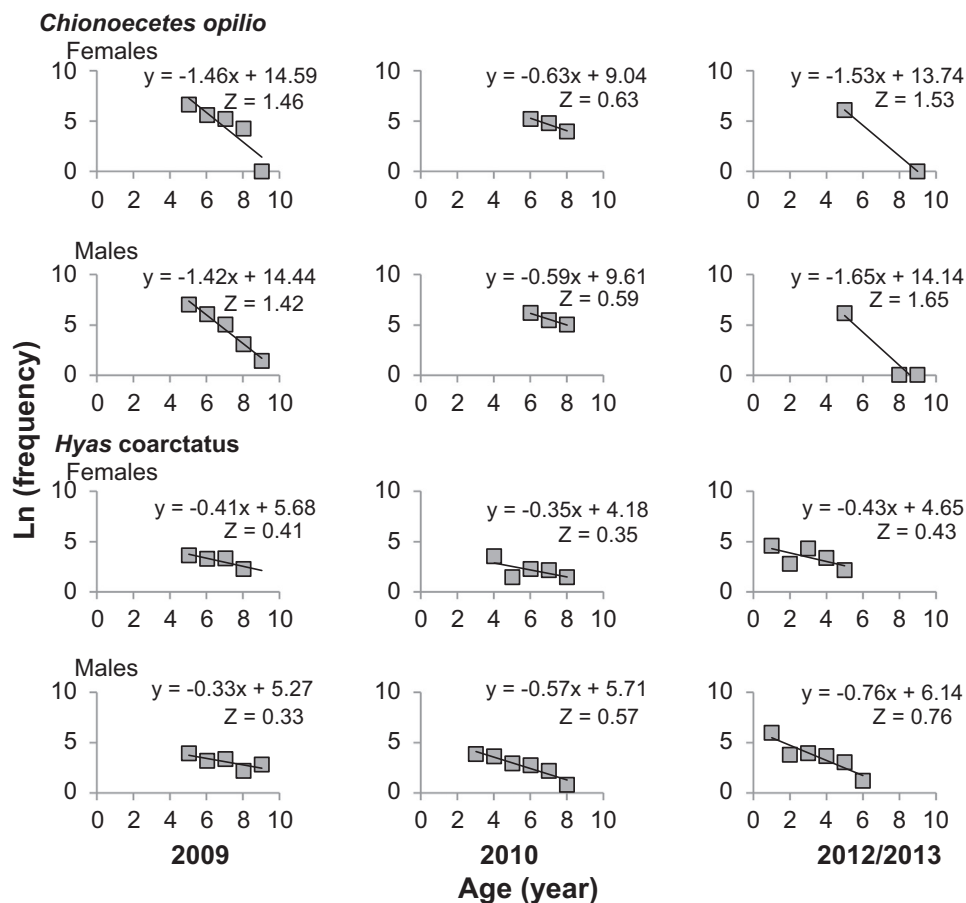 Chionoecetes opilio
Females
y = -1.46x + 14.59
Z = 1.46
10
5
0
0 2 4 6 8 10
y = -0.63x + 9.04
Z = 0.63
10
5
0
0 2 4 6 8 10
y = -1.53x + 13.74
Z = 1.53
10
5
0
0 2 4 6 8 10
Males
y = -1.42x + 14.44
Z = 1.42
10
5
0
0 2 4 6 8 10
y = -0.59x + 9.61
Z = 0.59
10
5
0
0 2 4 6 8 10
y = -1.65x + 14.14
Z = 1.65
10
5
0
0 2 4 6 8 10
Ln (frequency)
Hyas coarctatus
Females
y = -0.41x + 5.68
Z = 0.41
10
5
0
0 2 4 6 8 10
y = -0.35x + 4.18
Z = 0.35
10
5
0
0 2 4 6 8 10
y = -0.43x + 4.65
Z = 0.43
10
5
0
0 2 4 6 8 10
Males
y = -0.33x + 5.27
Z = 0.33
10
5
0
0 2 4 6 8 10
y = -0.57x + 5.71
Z = 0.57
10
5
0
0 2 4 6 8 10
y = -0.76x + 6.14
Z = 0.76
10
5
0
0 2 4 6 8 10
2009
2010
2012/2013
Age (year)